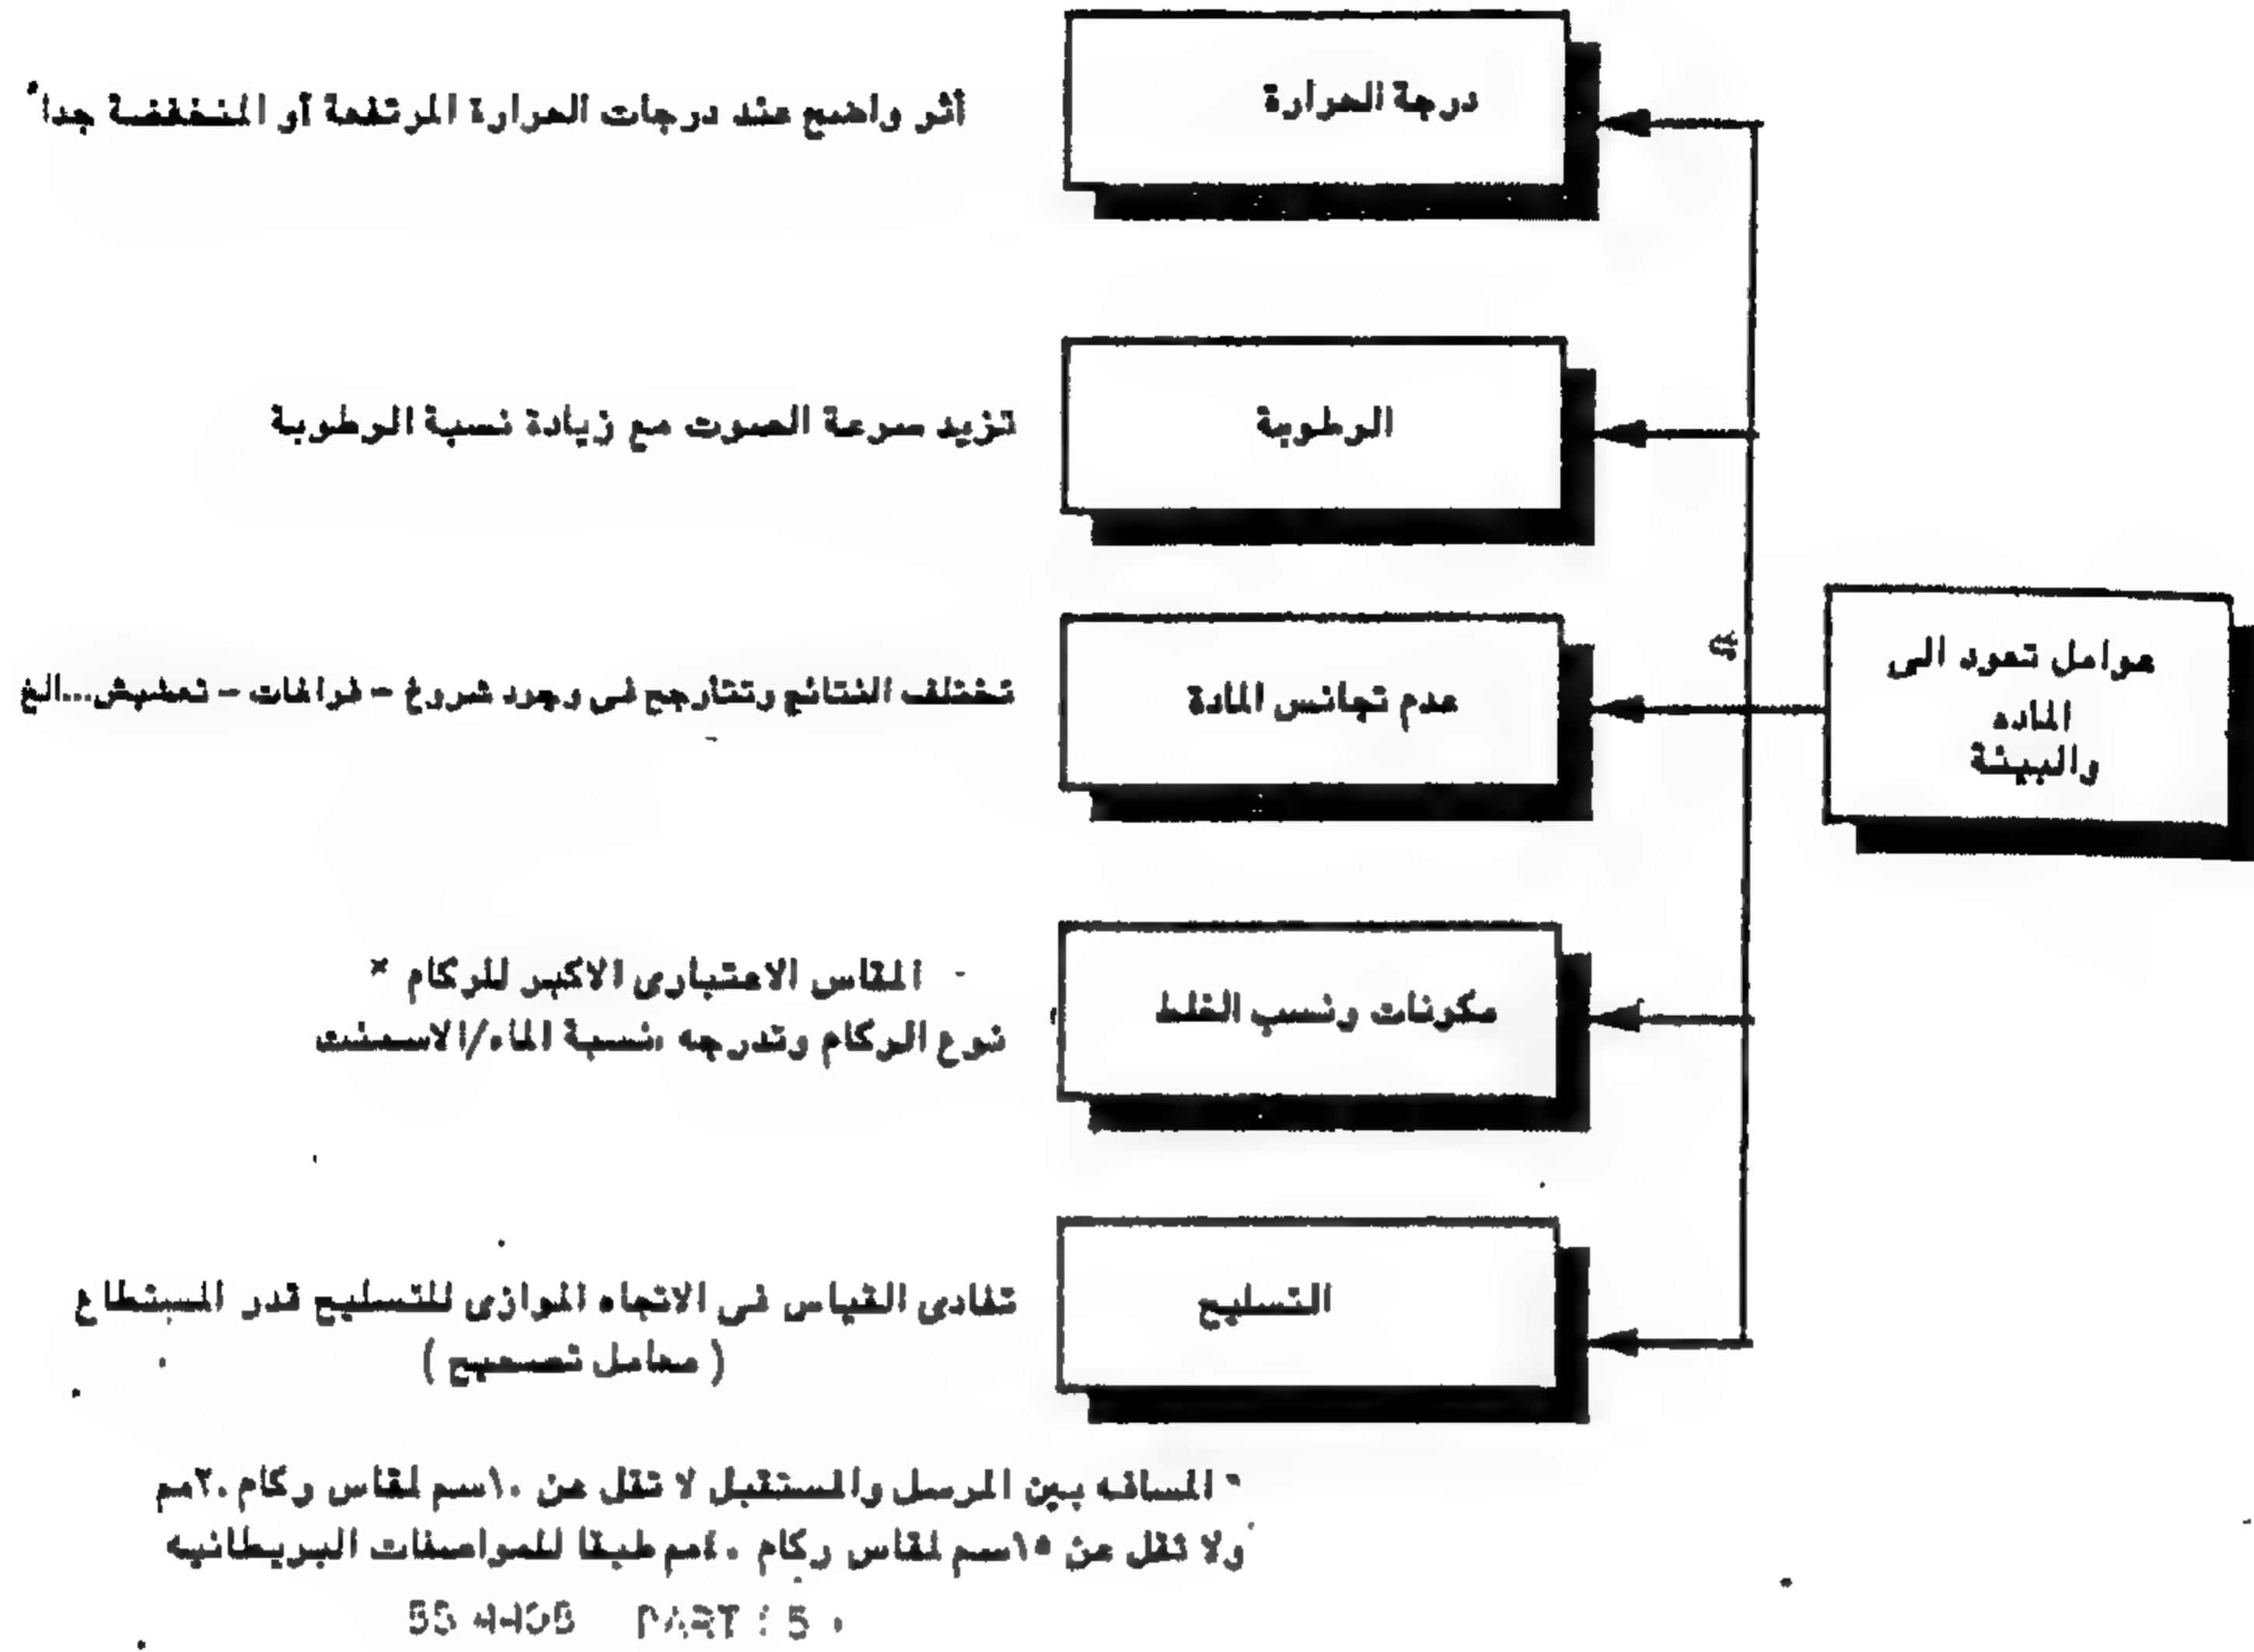 درجة الحرارة
أثر واضح عند درجات الحرارة المرتفعة أو المنخفضة جدا
الرطوبة
تزيد سرعة الصوت مع زيادة نسبة الرطوبة
عوامل تعود الى
الماده
والبيئة
عدم تجانس المادة
تختلف النتائج وتتأرجح فى وجود شروخ - فراغات - تعشيش...الخ
مكونات ونسب الخلط
- المقاس الاعتبارى الاكبر للركام *
نوع الركام وتدرجه ،نسبة الماء/الاسمنت
التسليح
تفادى القياس فى الاتجاه الموازى للتسليح قدر المستطاع
( معامل تصحيح )
* المسافه بين المرسل والمستقبل لا تقل عن ١٠سم لمقاس ركام ٢٠مم
ولا تقل عن ١٥سم لمقاس ركام ٤٠مم طبقا للمواصفات البريطانيه
PART : 5